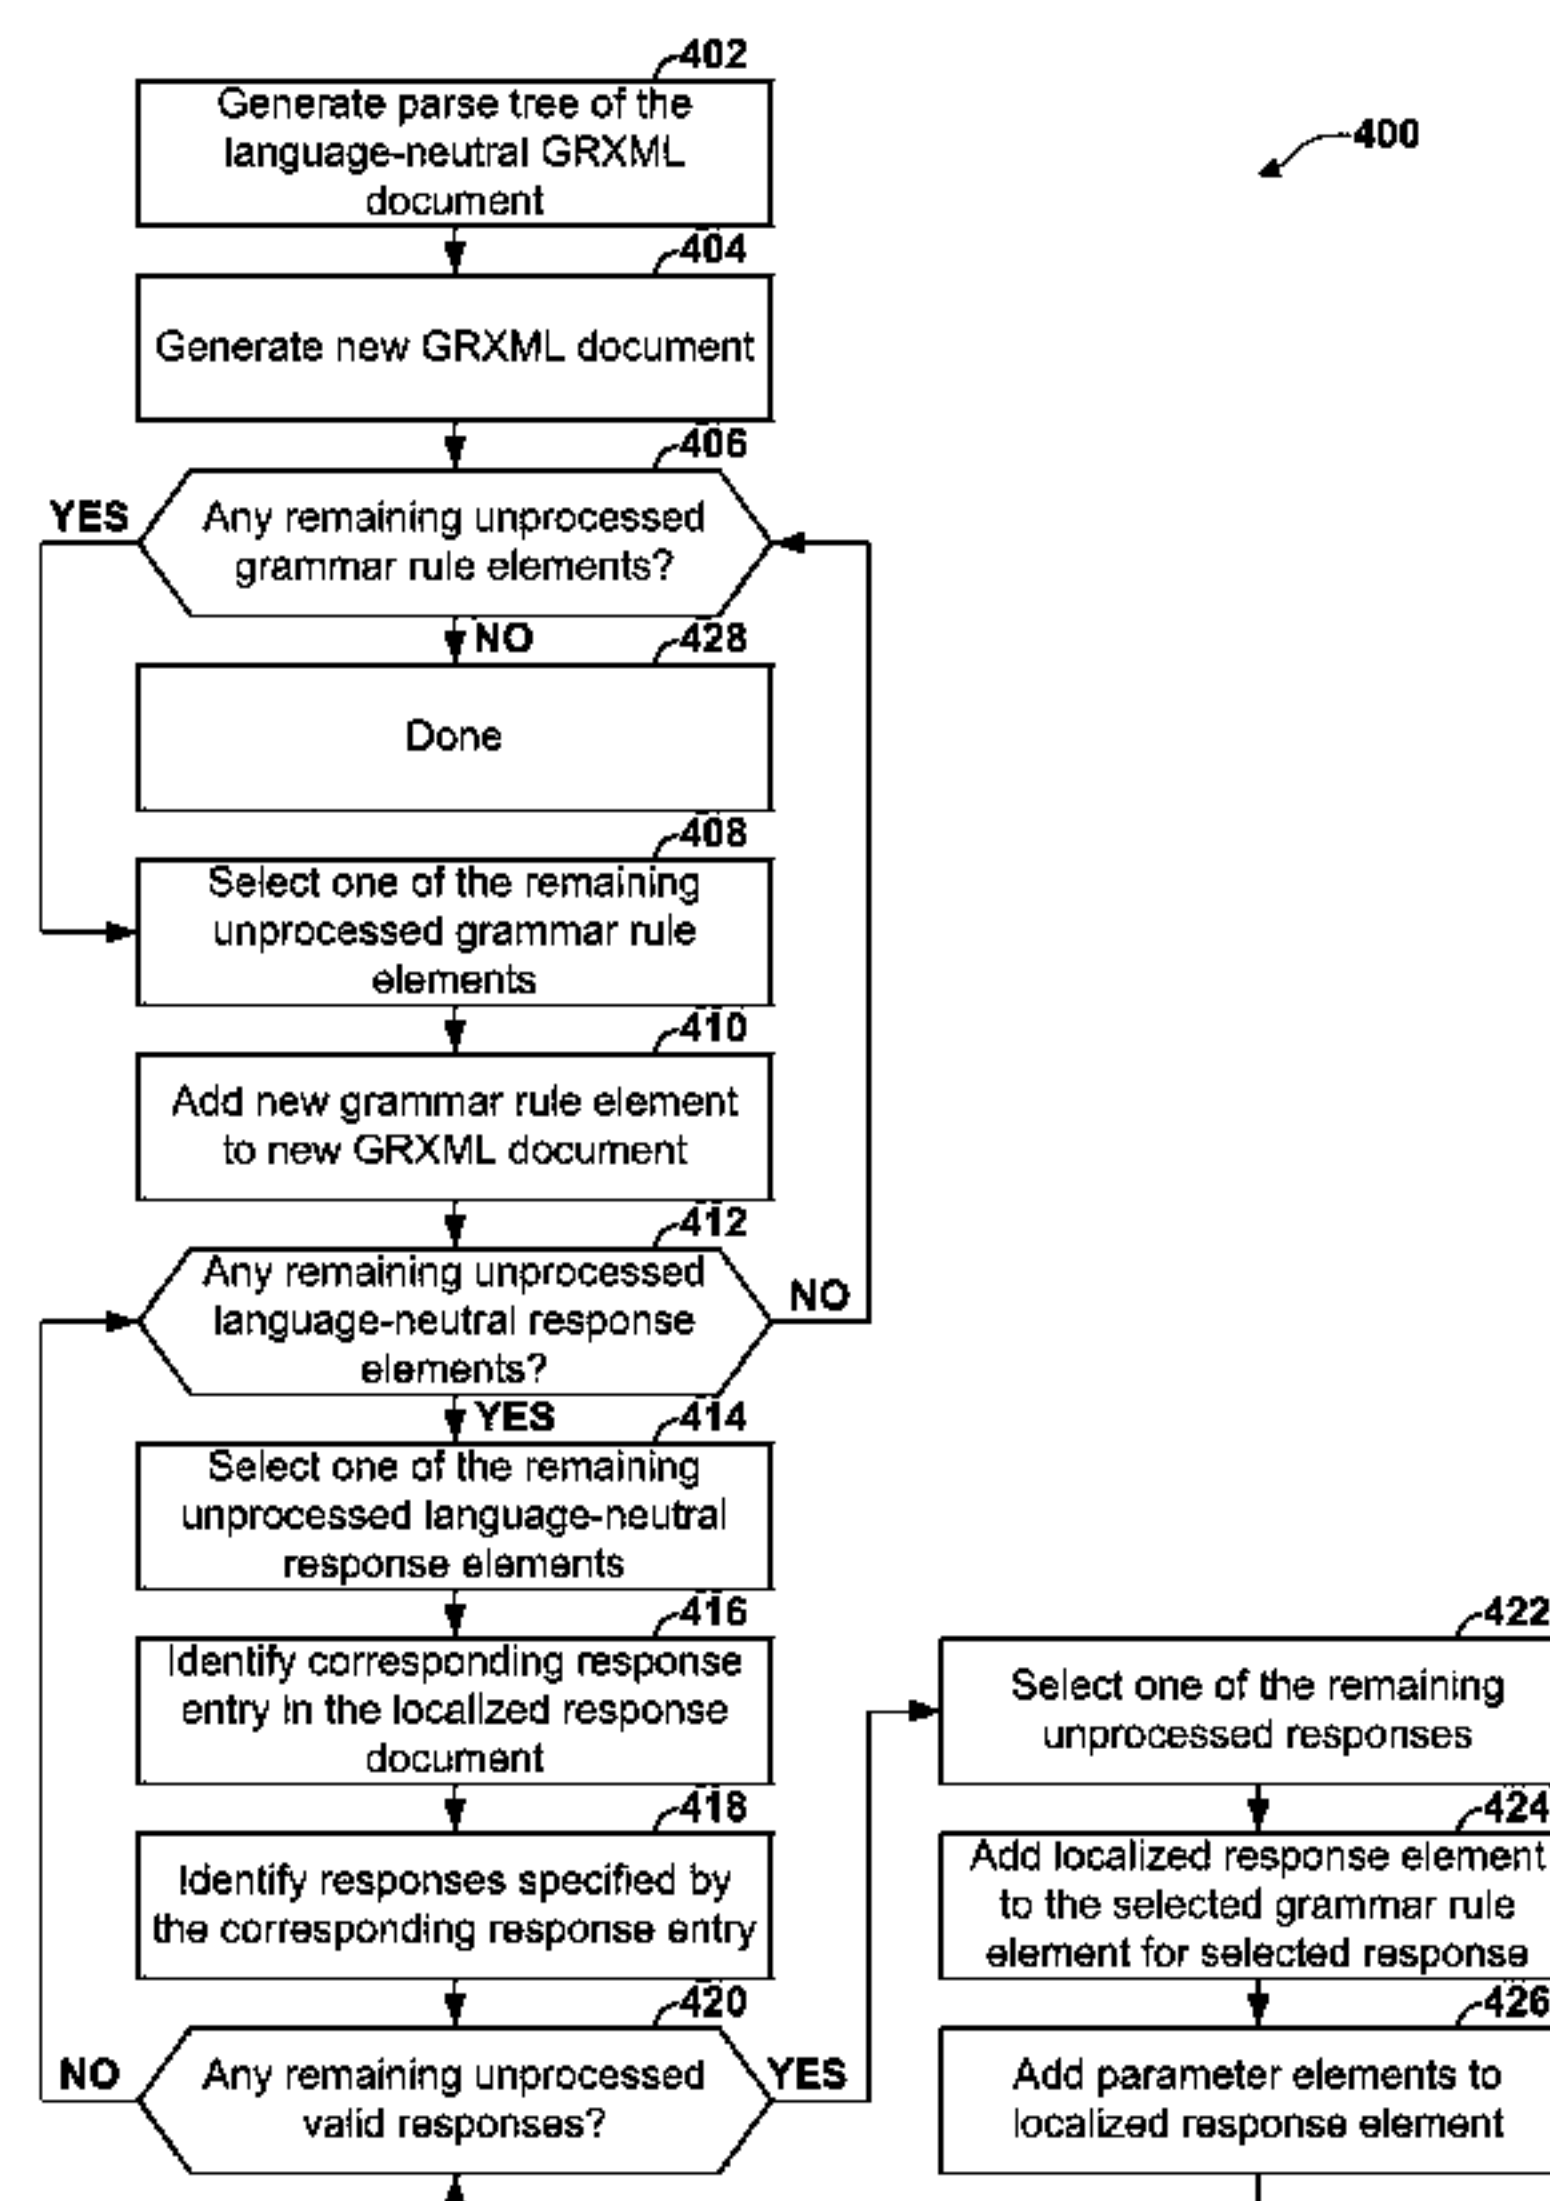 402
Generate parse tree of the
language-neutral GRXML
document
400
404
Generate new GRXML document
406
YES
Any remaining unprocessed
grammar rule elements?
NO
428
Done
408
Select one of the remaining
unprocessed grammar rule
elements
410
Add new grammar rule element
to new GRXML document
412
Any remaining unprocessed
language-neutral response
elements?
NO
YES
414
Select one of the remaining
unprocessed language-neutral
response elements
416
Identify corresponding response
entry in the localized response
document
418
Identify responses specified by
the corresponding response entry
420
NO
Any remaining unprocessed
valid responses?
YES
422
Select one of the remaining
unprocessed responses
424
Add localized response element
to the selected grammar rule
element for selected response
426
Add parameter elements to
localized response element